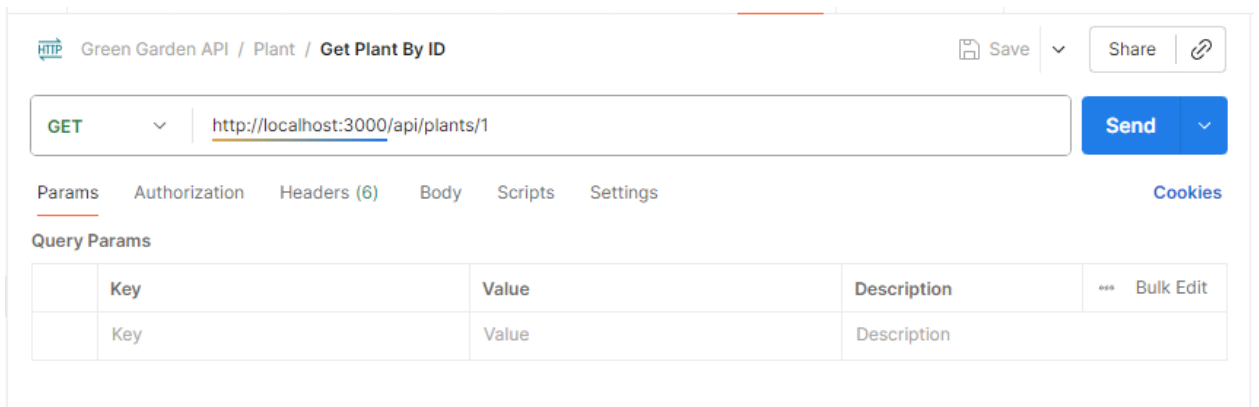 HTTP Green Garden API / Plant / Get Plant By ID Save Share
GET http://localhost:3000/api/plants/1 Send
Params Authorization Headers (6) Body Scripts Settings Cookies
Query Params
Key Value Description Bulk Edit
Key Value Description